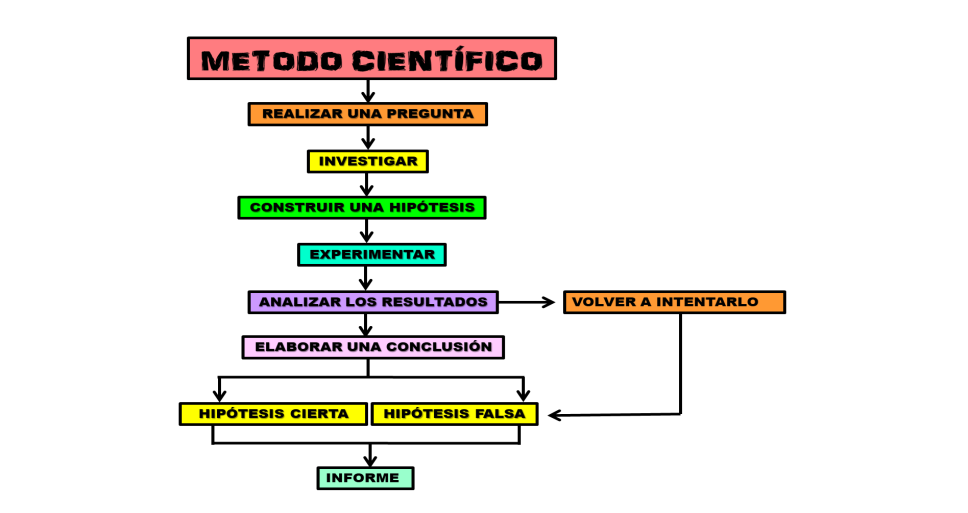 METODO CIENTÍFICO
REALIZAR UNA PREGUNTA
INVESTIGAR
CONSTRUIR UNA HIPÓTESIS
EXPERIMENTAR
ANALIZAR LOS RESULTADOS
VOLVER A INTENTARLO
ELABORAR UNA CONCLUSIÓN
HIPÓTESIS CIERTA
HIPÓTESIS FALSA
INFORME